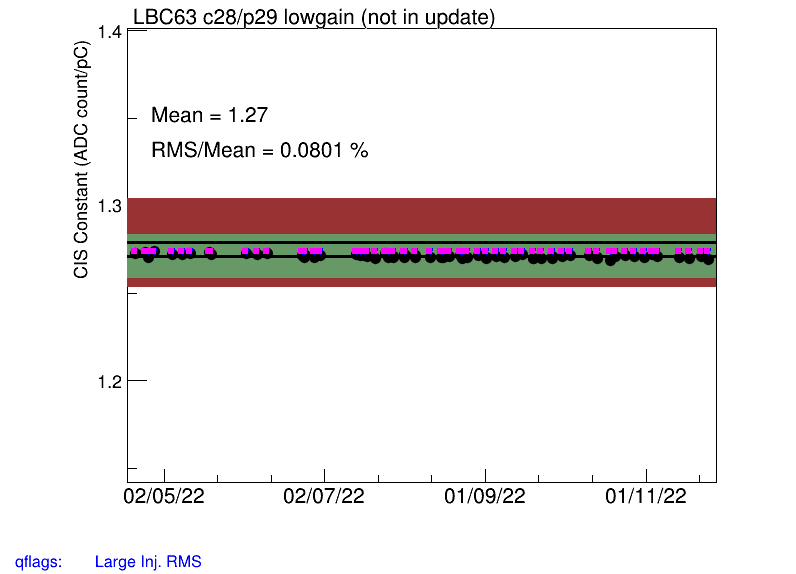 LBC63 c28/p29 lowgain (not in update)
CIS Constant (ADC count/pC)
1.4
Mean = 1.27
RMS/Mean = 0.0801 %
1.3
1.2
02/05/22 02/07/22 01/09/22 01/11/22
qflags: Large Inj. RMS